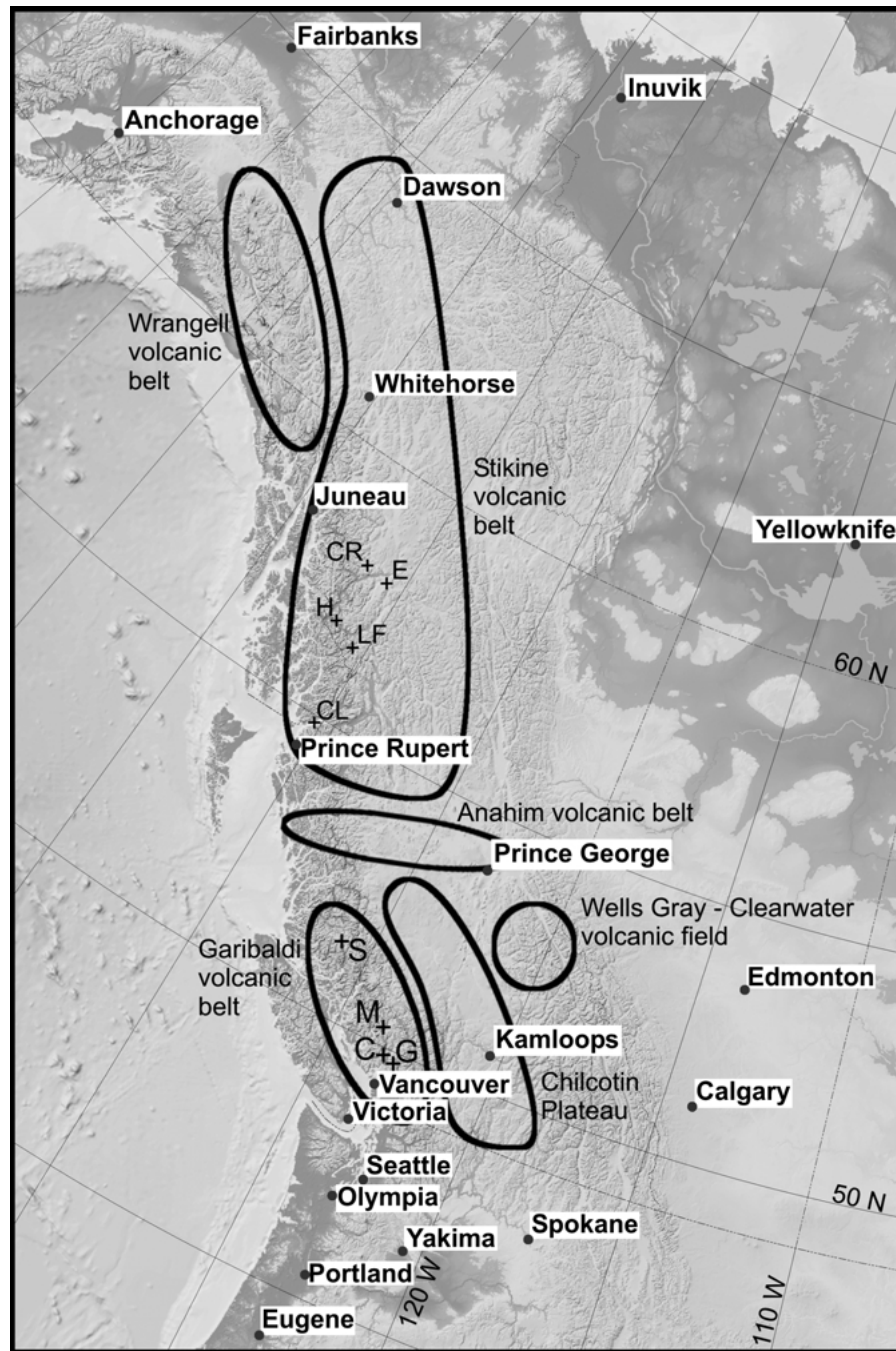 Fairbanks
Inuvik
Anchorage
Dawson
Wrangell
volcanic
belt
Whitehorse
Stikine
volcanic
belt
Juneau
Yellowknife
CR
E
H
LF
60 N
CL
Prince Rupert
Anahim volcanic belt
Prince George
Wells Gray - Clearwater
volcanic field
Garibaldi
volcanic
belt
S
Edmonton
M
C
G
Kamloops
Vancouver
Chilcotin
Plateau
Calgary
Victoria
Seattle
Olympia
50 N
Yakima
Spokane
Portland
120 W
110 W
Eugene